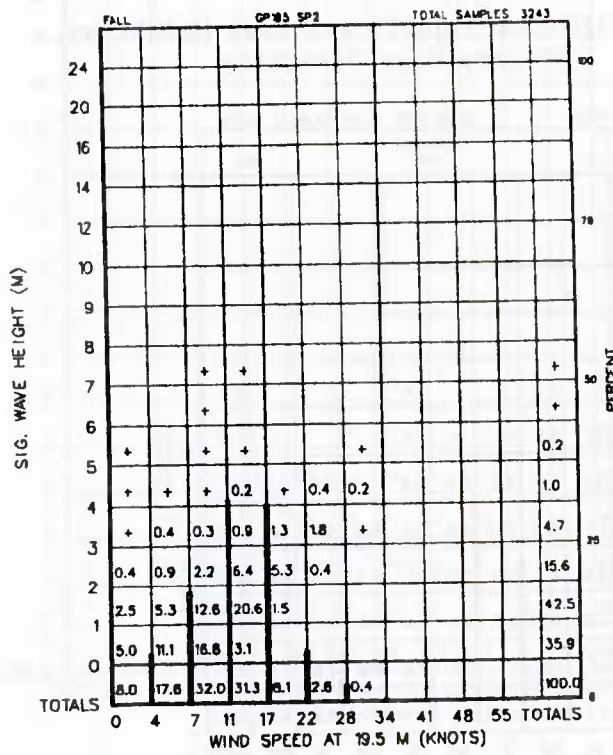 FALL GP185 SP2 TOTAL SAMPLES 3243
24 100
20
16
14
12 75
10
9
8
7 + + +
6 + 50 +
5 + + + + 0.2
4 + + + 0.2 + 0.4 0.2 1.0
3 + 0.4 0.3 0.9 1.3 1.8 + 4.7
25
2 0.4 0.9 2.2 6.4 5.3 0.4 15.6
1 2.5 5.3 12.6 20.6 1.5 42.5
0 5.0 11.1 16.8 3.1 35.9
TOTALS 8.0 17.6 32.0 31.3 8.1 2.6 0.4 100.0
0 4 7 11 17 22 28 34 41 48 55 TOTALS
WIND SPEED AT 19.5 M (KNOTS)
SIG. WAVE HEIGHT (M)
PERCENT